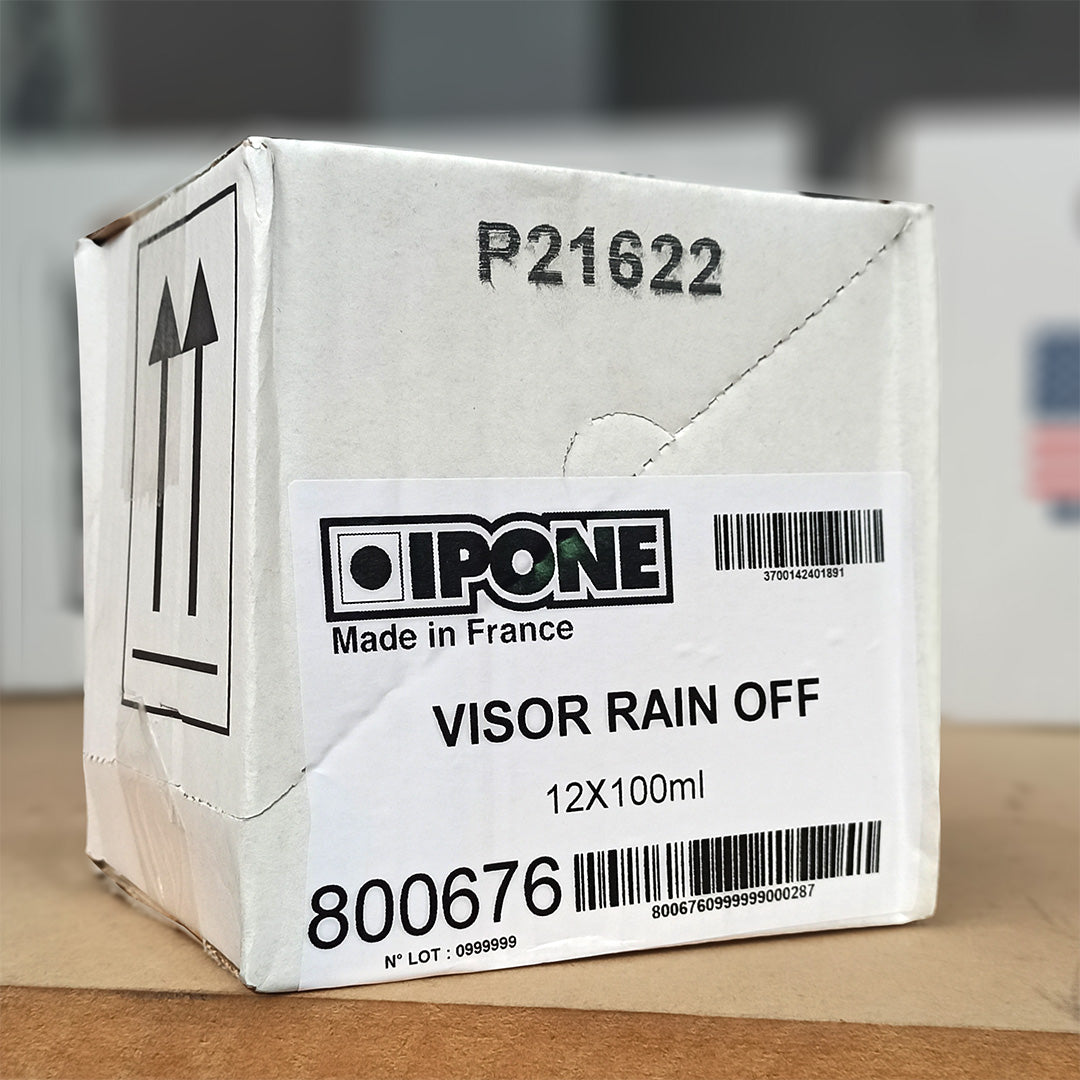 P21622
IPONE
3700142401891
Made in France
VISOR RAIN OFF
12X100ml
800676
8006760999999000287
N° LOT : 0999999